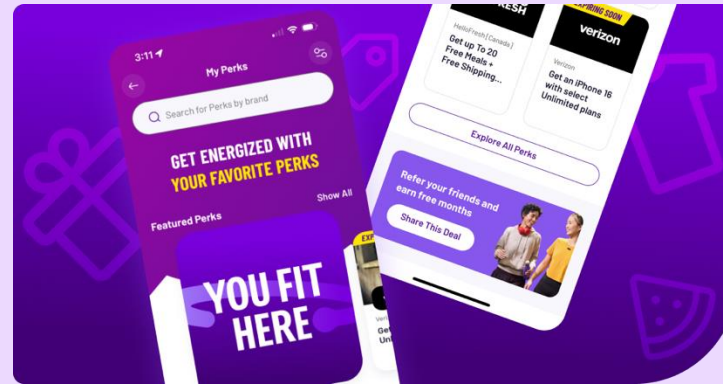 3:11
My Perks
Search for Perks by brand
GET ENERGIZED WITH
YOUR FAVORITE PERKS
Featured Perks
Show All
YOU FIT
HERE
EXPIRING SOON
verizon
HelloFresh | Canada |
Get up To 20
Free Meals +
Free Shipping...
Verizon
Get an iPhone 16
with select
Unlimited plans
Explore All Perks
Refer your friends and
earn free months
Share This Deal